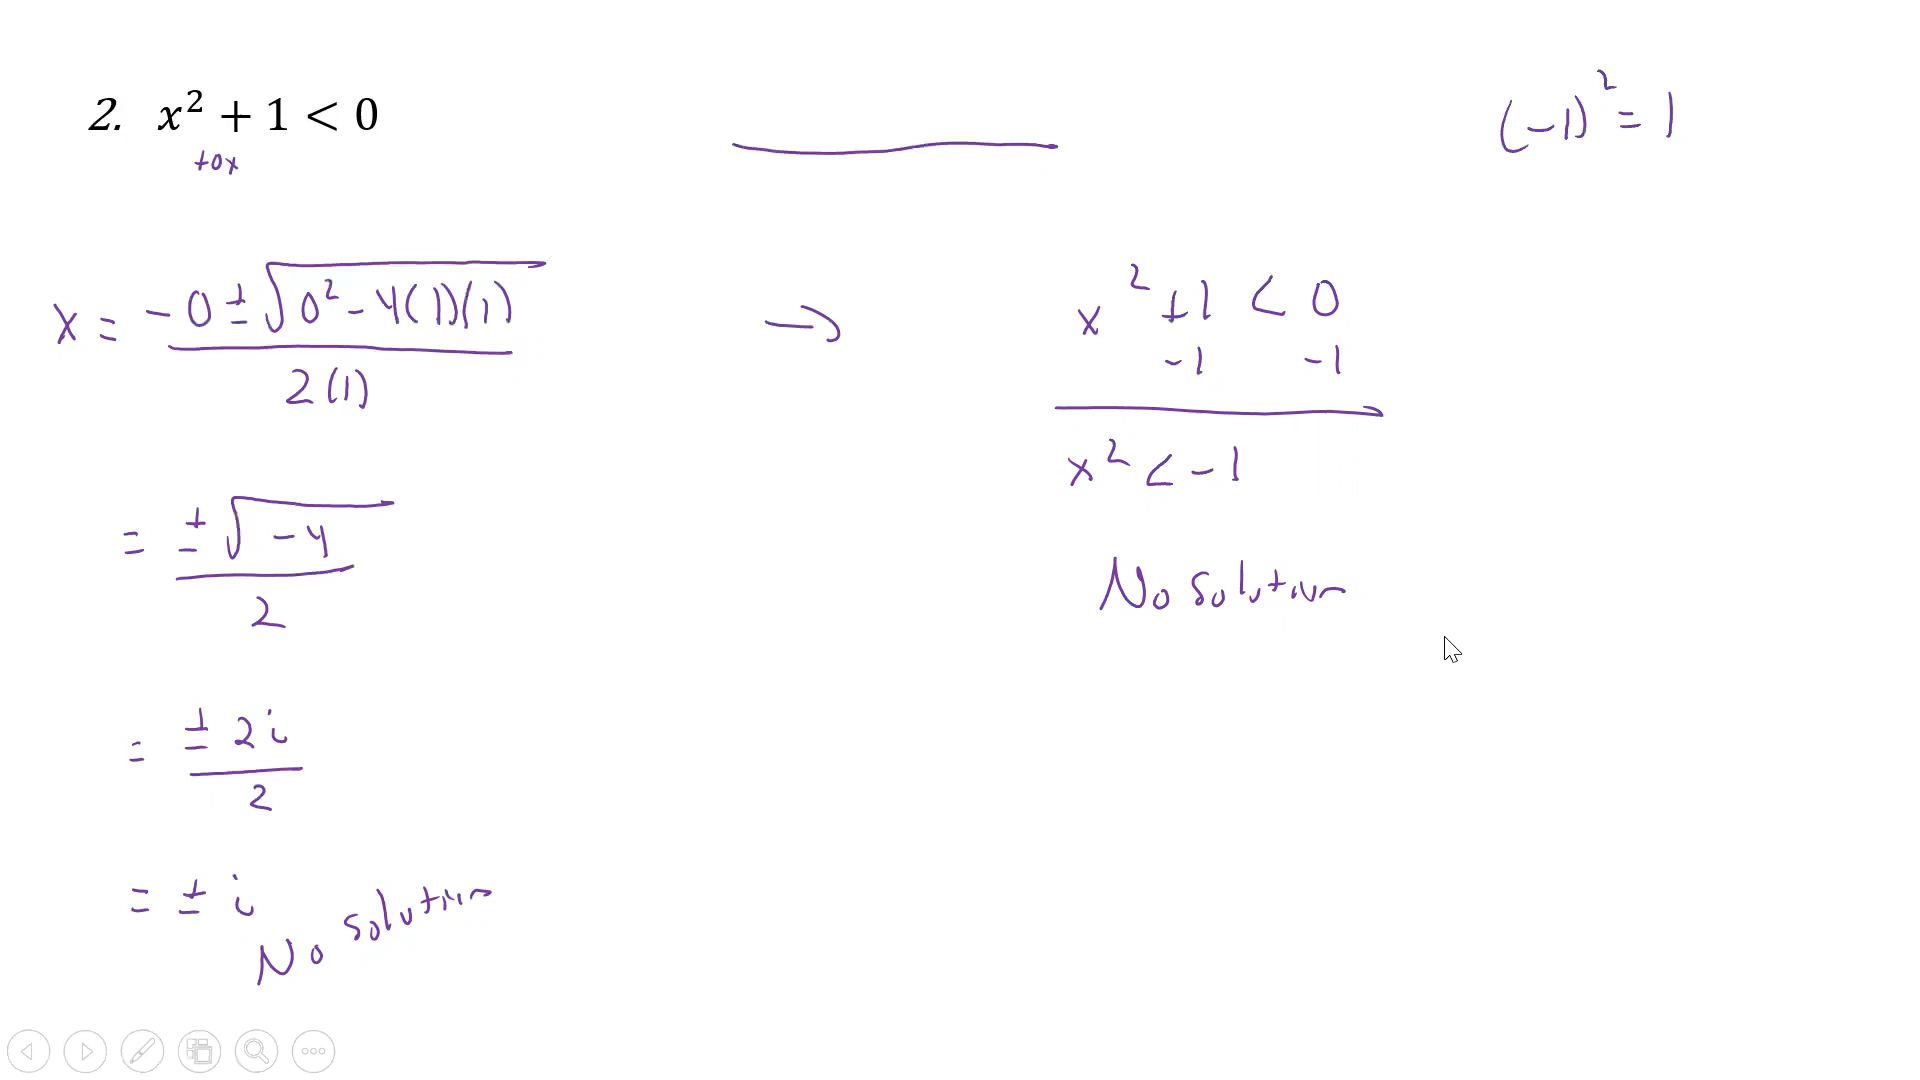 2. x² + 1 < 0
+0x
(-1)² = 1
x = -0 ± √(0² - 4(1)(1)) / 2(1)
= ± √(-4) / 2
= ± 2i / 2
= ± i
No solution
→
x² + 1 < 0
-1 -1
x² < -1
No solution